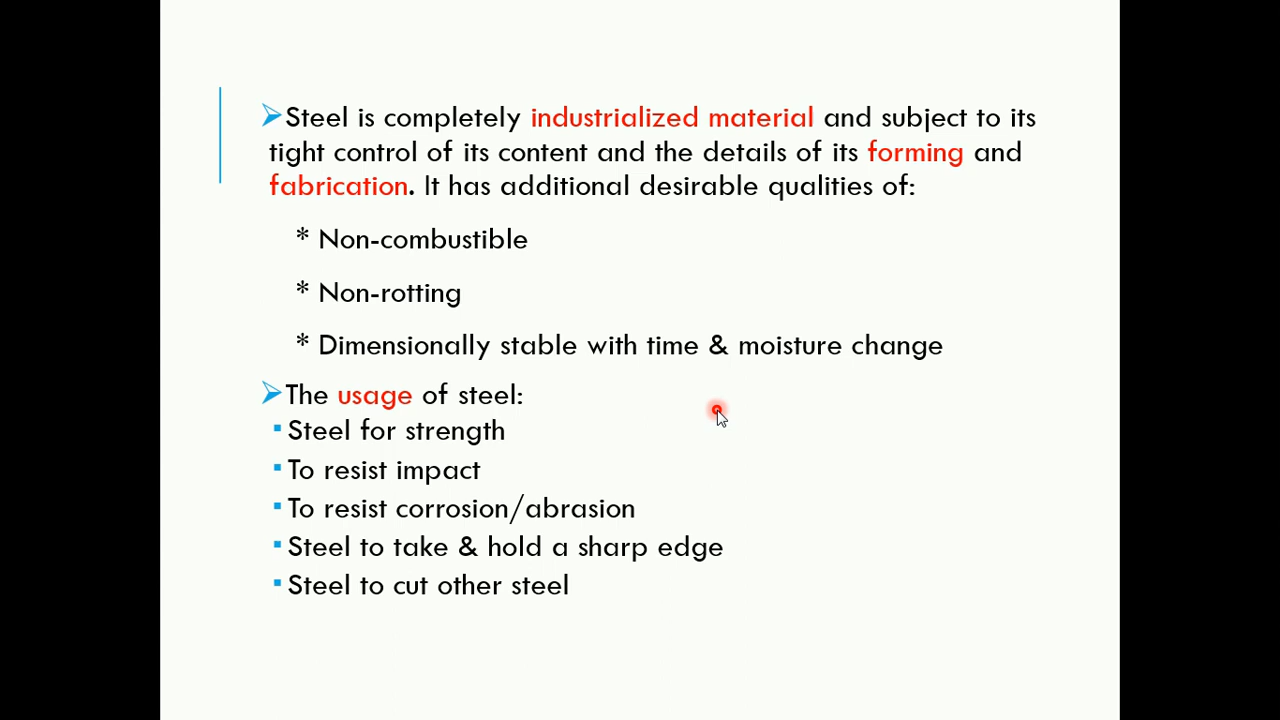 ➢Steel is completely industrialized material and subject to its
tight control of its content and the details of its forming and
fabrication. It has additional desirable qualities of:
* Non-combustible
* Non-rotting
* Dimensionally stable with time & moisture change
➢The usage of steel:
▪Steel for strength
▪To resist impact
▪To resist corrosion/abrasion
▪Steel to take & hold a sharp edge
▪Steel to cut other steel